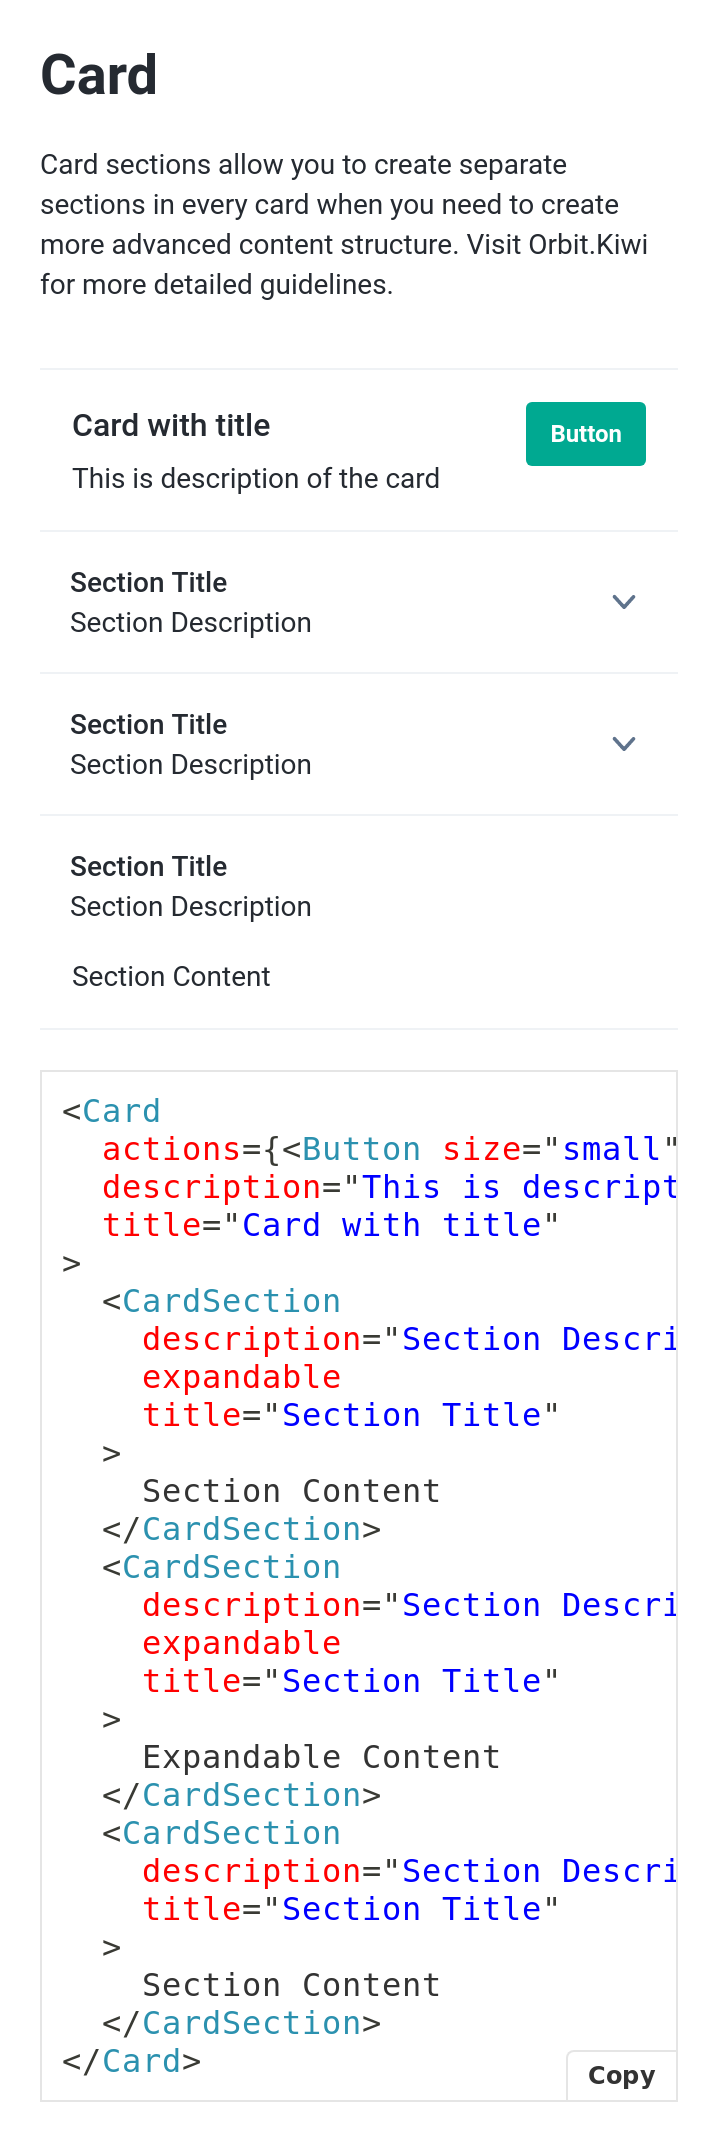 Card
Card sections allow you to create separate
sections in every card when you need to create
more advanced content structure. Visit Orbit.Kiwi
for more detailed guidelines.
Card with title
Button
This is description of the card
Section Title
Section Description
Section Title
Section Description
Section Title
Section Description
Section Content
<Card
  actions={<Button size="small"
  description="This is descript
  title="Card with title"
>
  <CardSection
    description="Section Descri
    expandable
    title="Section Title"
  >
    Section Content
  </CardSection>
  <CardSection
    description="Section Descri
    expandable
    title="Section Title"
  >
    Expandable Content
  </CardSection>
  <CardSection
    description="Section Descri
    title="Section Title"
  >
    Section Content
  </CardSection>
</Card>
Copy